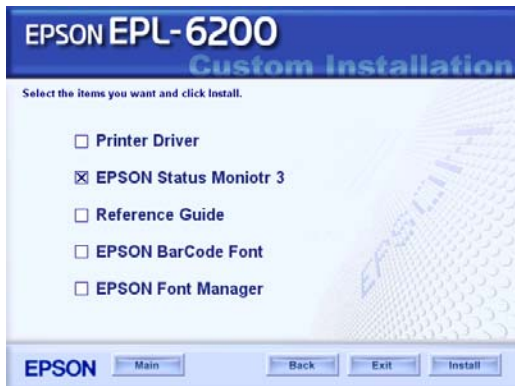 EPSON EPL-6200
Custom Installation
Select the items you want and click Install.
Printer Driver
EPSON Status Moniotr 3
Reference Guide
EPSON BarCode Font
EPSON Font Manager
EPSON
EPSON Main Back Exit Install